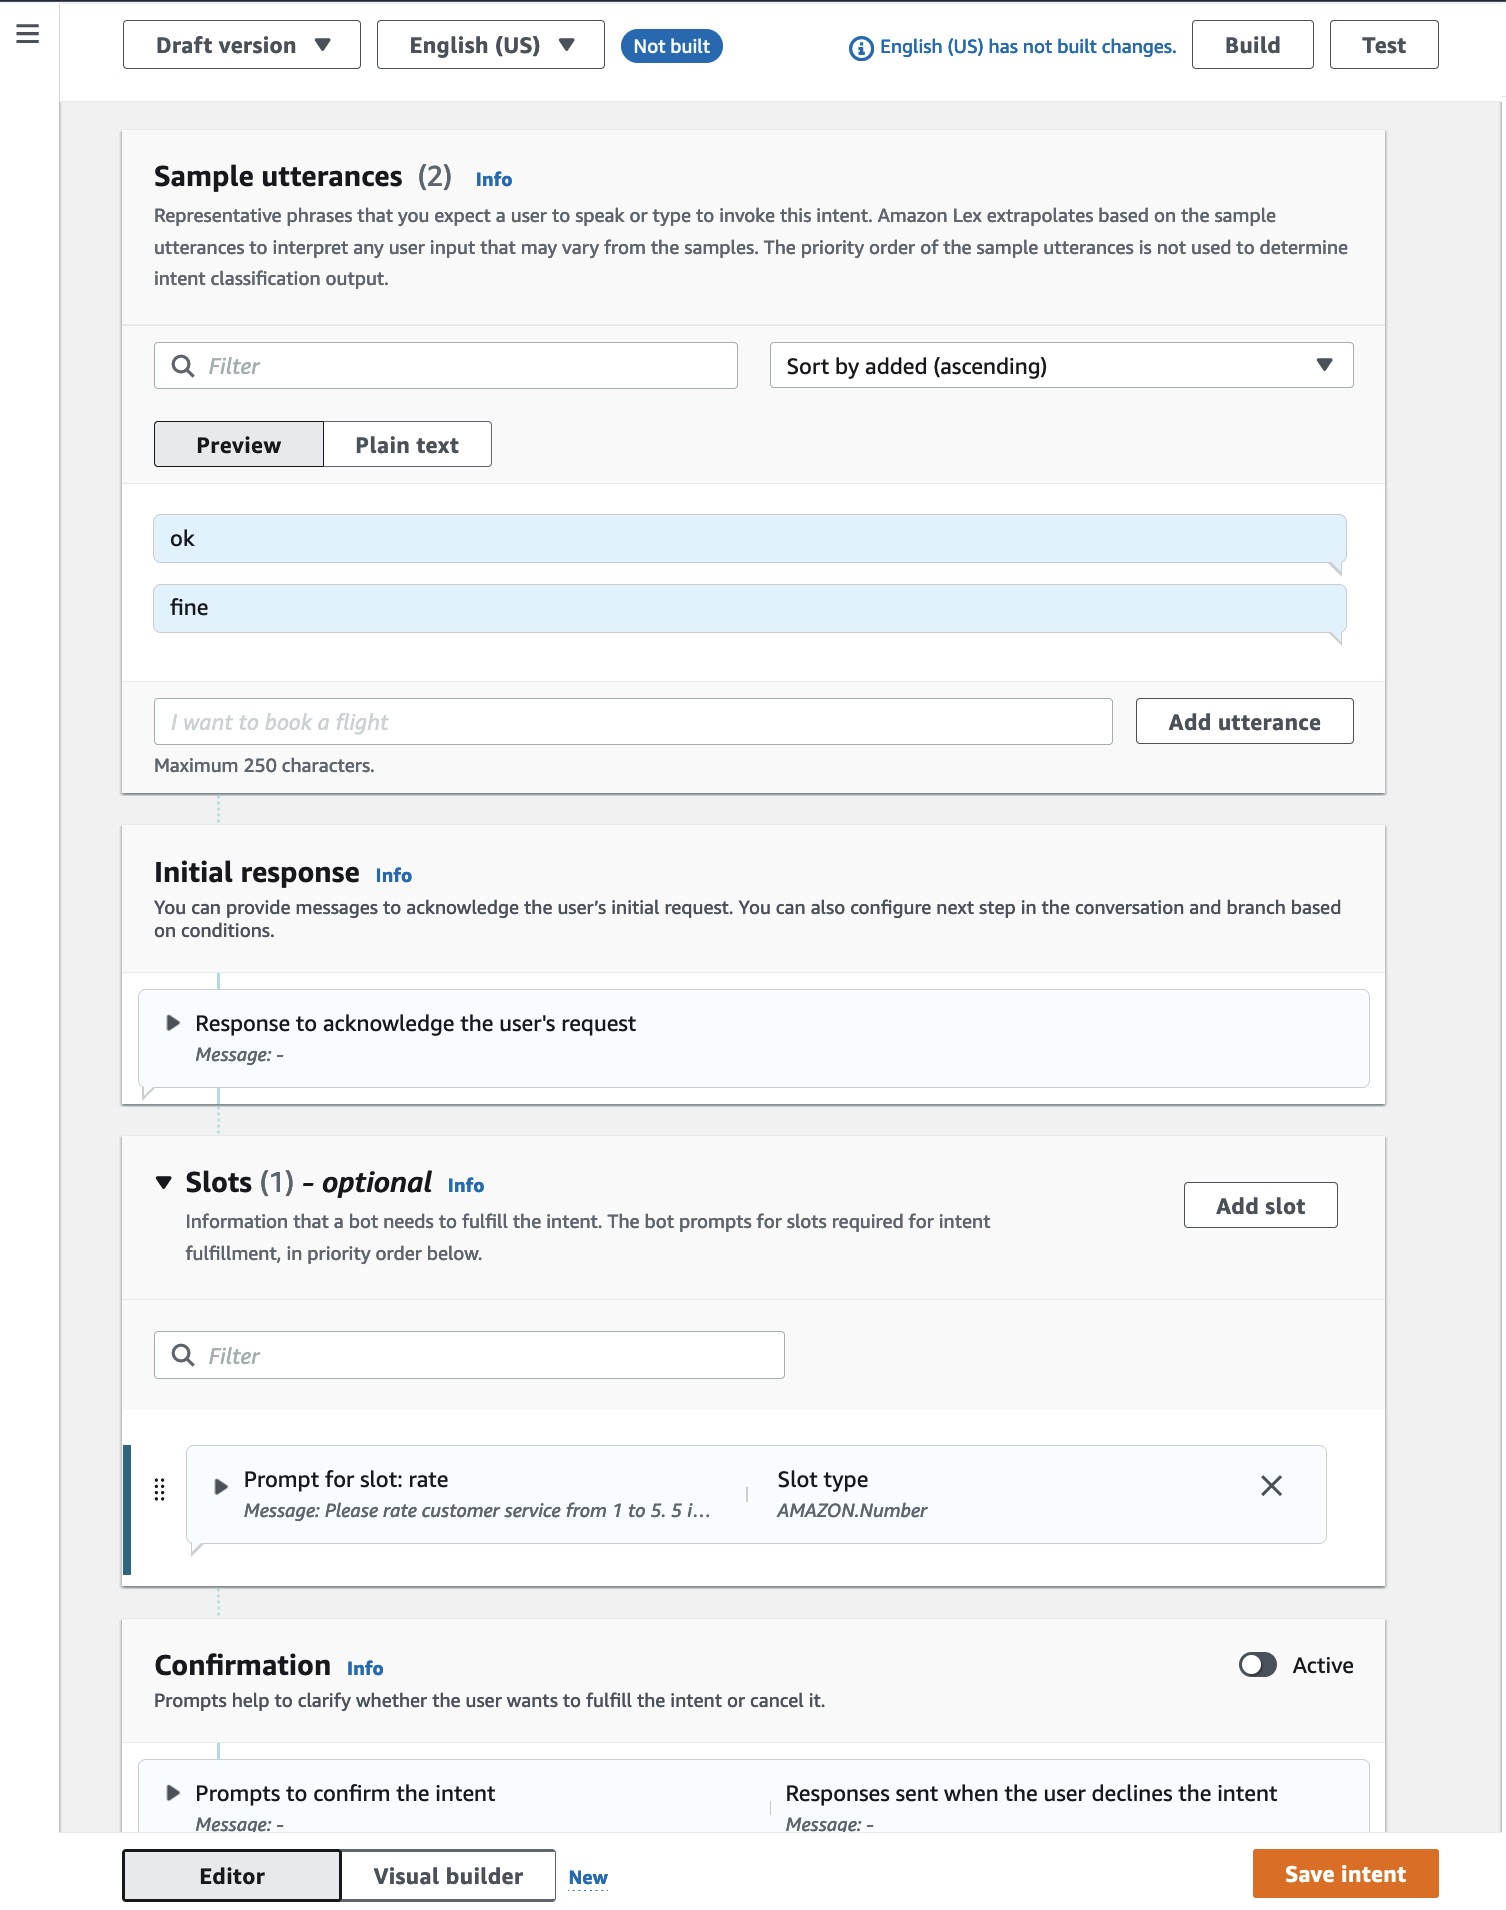 Draft version
English (US)
Not built
English (US) has not built changes.
Build
Test
Sample utterances (2) Info
Representative phrases that you expect a user to speak or type to invoke this intent. Amazon Lex extrapolates based on the sample
utterances to interpret any user input that may vary from the samples. The priority order of the sample utterances is not used to determine
intent classification output.
Filter
Sort by added (ascending)
Preview
Plain text
ok
fine
I want to book a flight
Add utterance
Maximum 250 characters.
Initial response Info
You can provide messages to acknowledge the user's initial request. You can also configure next step in the conversation and branch based
on conditions.
Response to acknowledge the user's request
Message: -
Slots (1) - optional Info
Information that a bot needs to fulfill the intent. The bot prompts for slots required for intent
fulfillment, in priority order below.
Add slot
Filter
Prompt for slot: rate
Message: Please rate customer service from 1 to 5. 5 i...
Slot type
AMAZON.Number
Confirmation Info
Active
Prompts help to clarify whether the user wants to fulfill the intent or cancel it.
Prompts to confirm the intent
Message: -
Responses sent when the user declines the intent
Message: -
Editor
Visual builder
New
Save intent